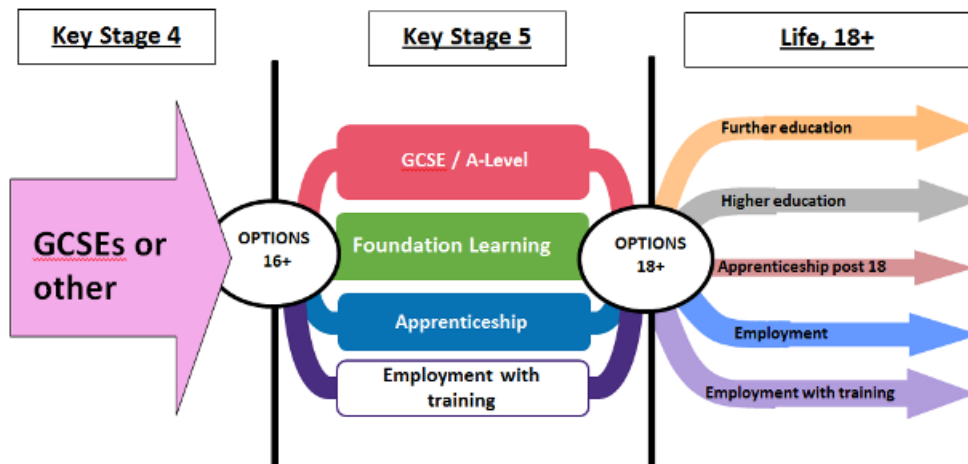 Key Stage 4
Key Stage 5
Life, 18+
GCSEs or
other
OPTIONS
16+
GCSE / A-Level
Foundation Learning
Apprenticeship
Employment with
training
OPTIONS
18+
Further education
Higher education
Apprenticeship post 18
Employment
Employment with training